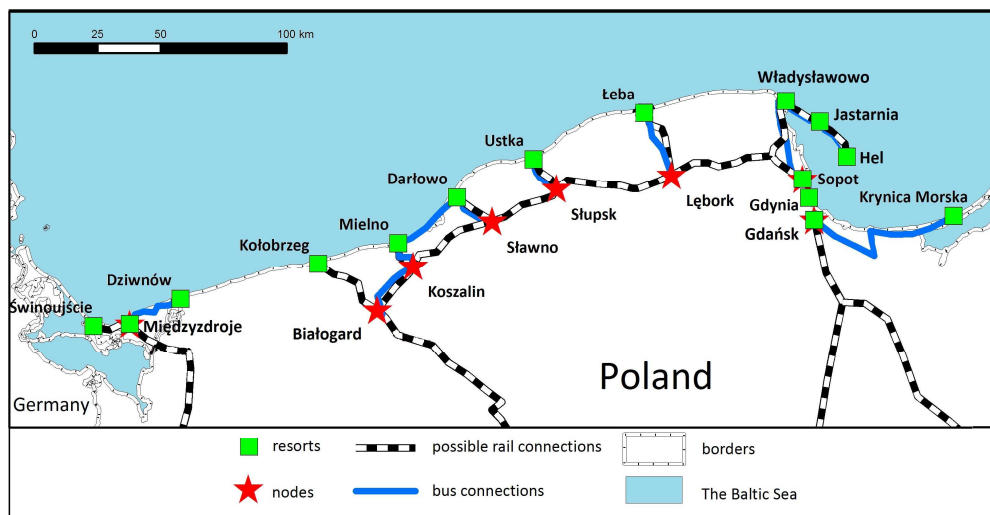 0 25 50 100 km
Władysławowo
Łeba
Jastarnia
Ustka
Hel
Darłowo
Sopot
Słupsk
Lębork
Gdynia
Krynica Morska
Mielno
Gdańsk
Sławno
Kołobrzeg
Koszalin
Dziwnów
Świnoujście
Międzyzdroje
Białogard
Poland
Germany
resorts
possible rail connections
borders
nodes
bus connections
The Baltic Sea